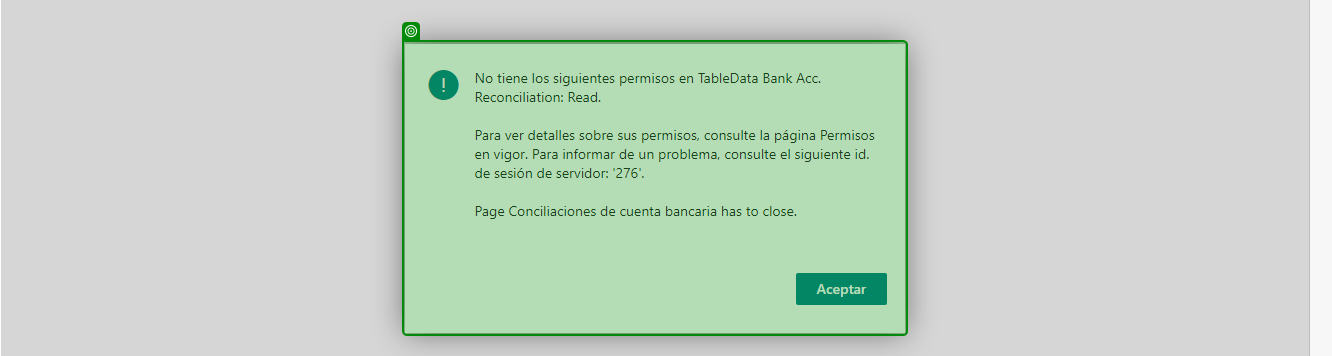 No tiene los siguientes permisos en TableData Bank Acc.
Reconciliation: Read.
Para ver detalles sobre sus permisos, consulte la página Permisos
en vigor. Para informar de un problema, consulte el siguiente id.
de sesión de servidor: '276'.
Page Conciliaciones de cuenta bancaria has to close.
Aceptar